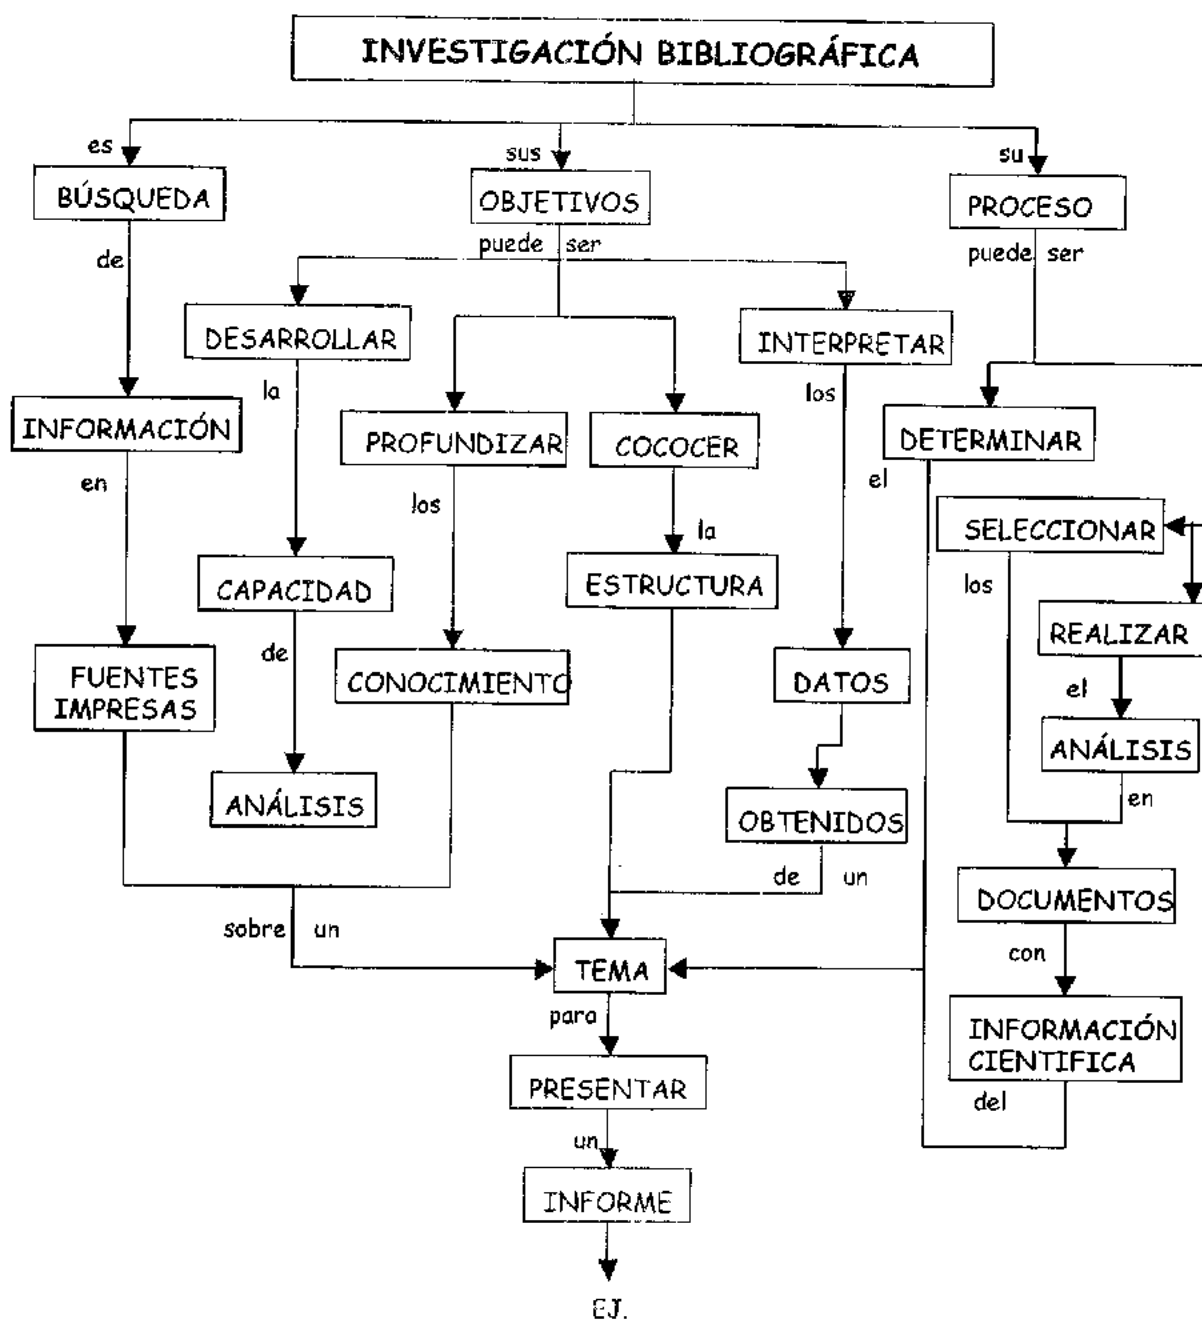 INVESTIGACIÓN BIBLIOGRÁFICA
es
sus
su
BÚSQUEDA
OBJETIVOS
PROCESO
de
puede ser
puede ser
DESARROLLAR
INTERPRETAR
la
los
INFORMACIÓN
PROFUNDIZAR
COCOCER
DETERMINAR
en
los
la
el
SELECCIONAR
CAPACIDAD
ESTRUCTURA
los
REALIZAR
de
FUENTES
IMPRESAS
CONOCIMIENTO
DATOS
el
ANÁLISIS
ANÁLISIS
OBTENIDOS
en
de un
DOCUMENTOS
sobre un
TEMA
con
para
INFORMACIÓN
CIENTIFICA
PRESENTAR
del
un
INFORME
EJ.